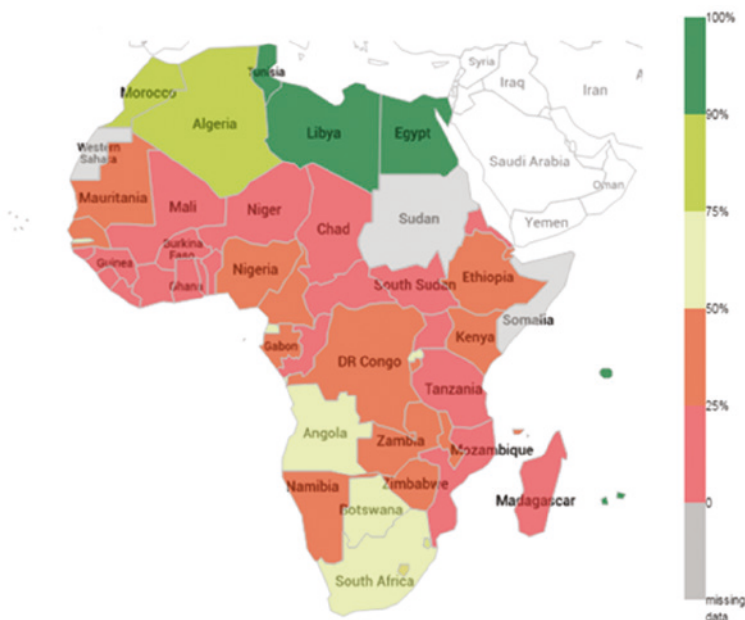 100%
90%
75%
50%
25%
0
missing
data
Syria
Iraq
Iran
A
Tunisia
Morocco
Algeria
Libya
Egypt
Saudi Arabia
Oman
Western
Sahara
Mauritania
Mali
Niger
Chad
Sudan
Yemen
Burkina
Faso
Guinea
Ghana
Nigeria
South Sudan
Ethiopia
Somalia
Gabon
DR Congo
Kenya
Tanzania
Angola
Zambia
Mozambique
Namibia
Zimbabwe
Botswana
Madagascar
South Africa